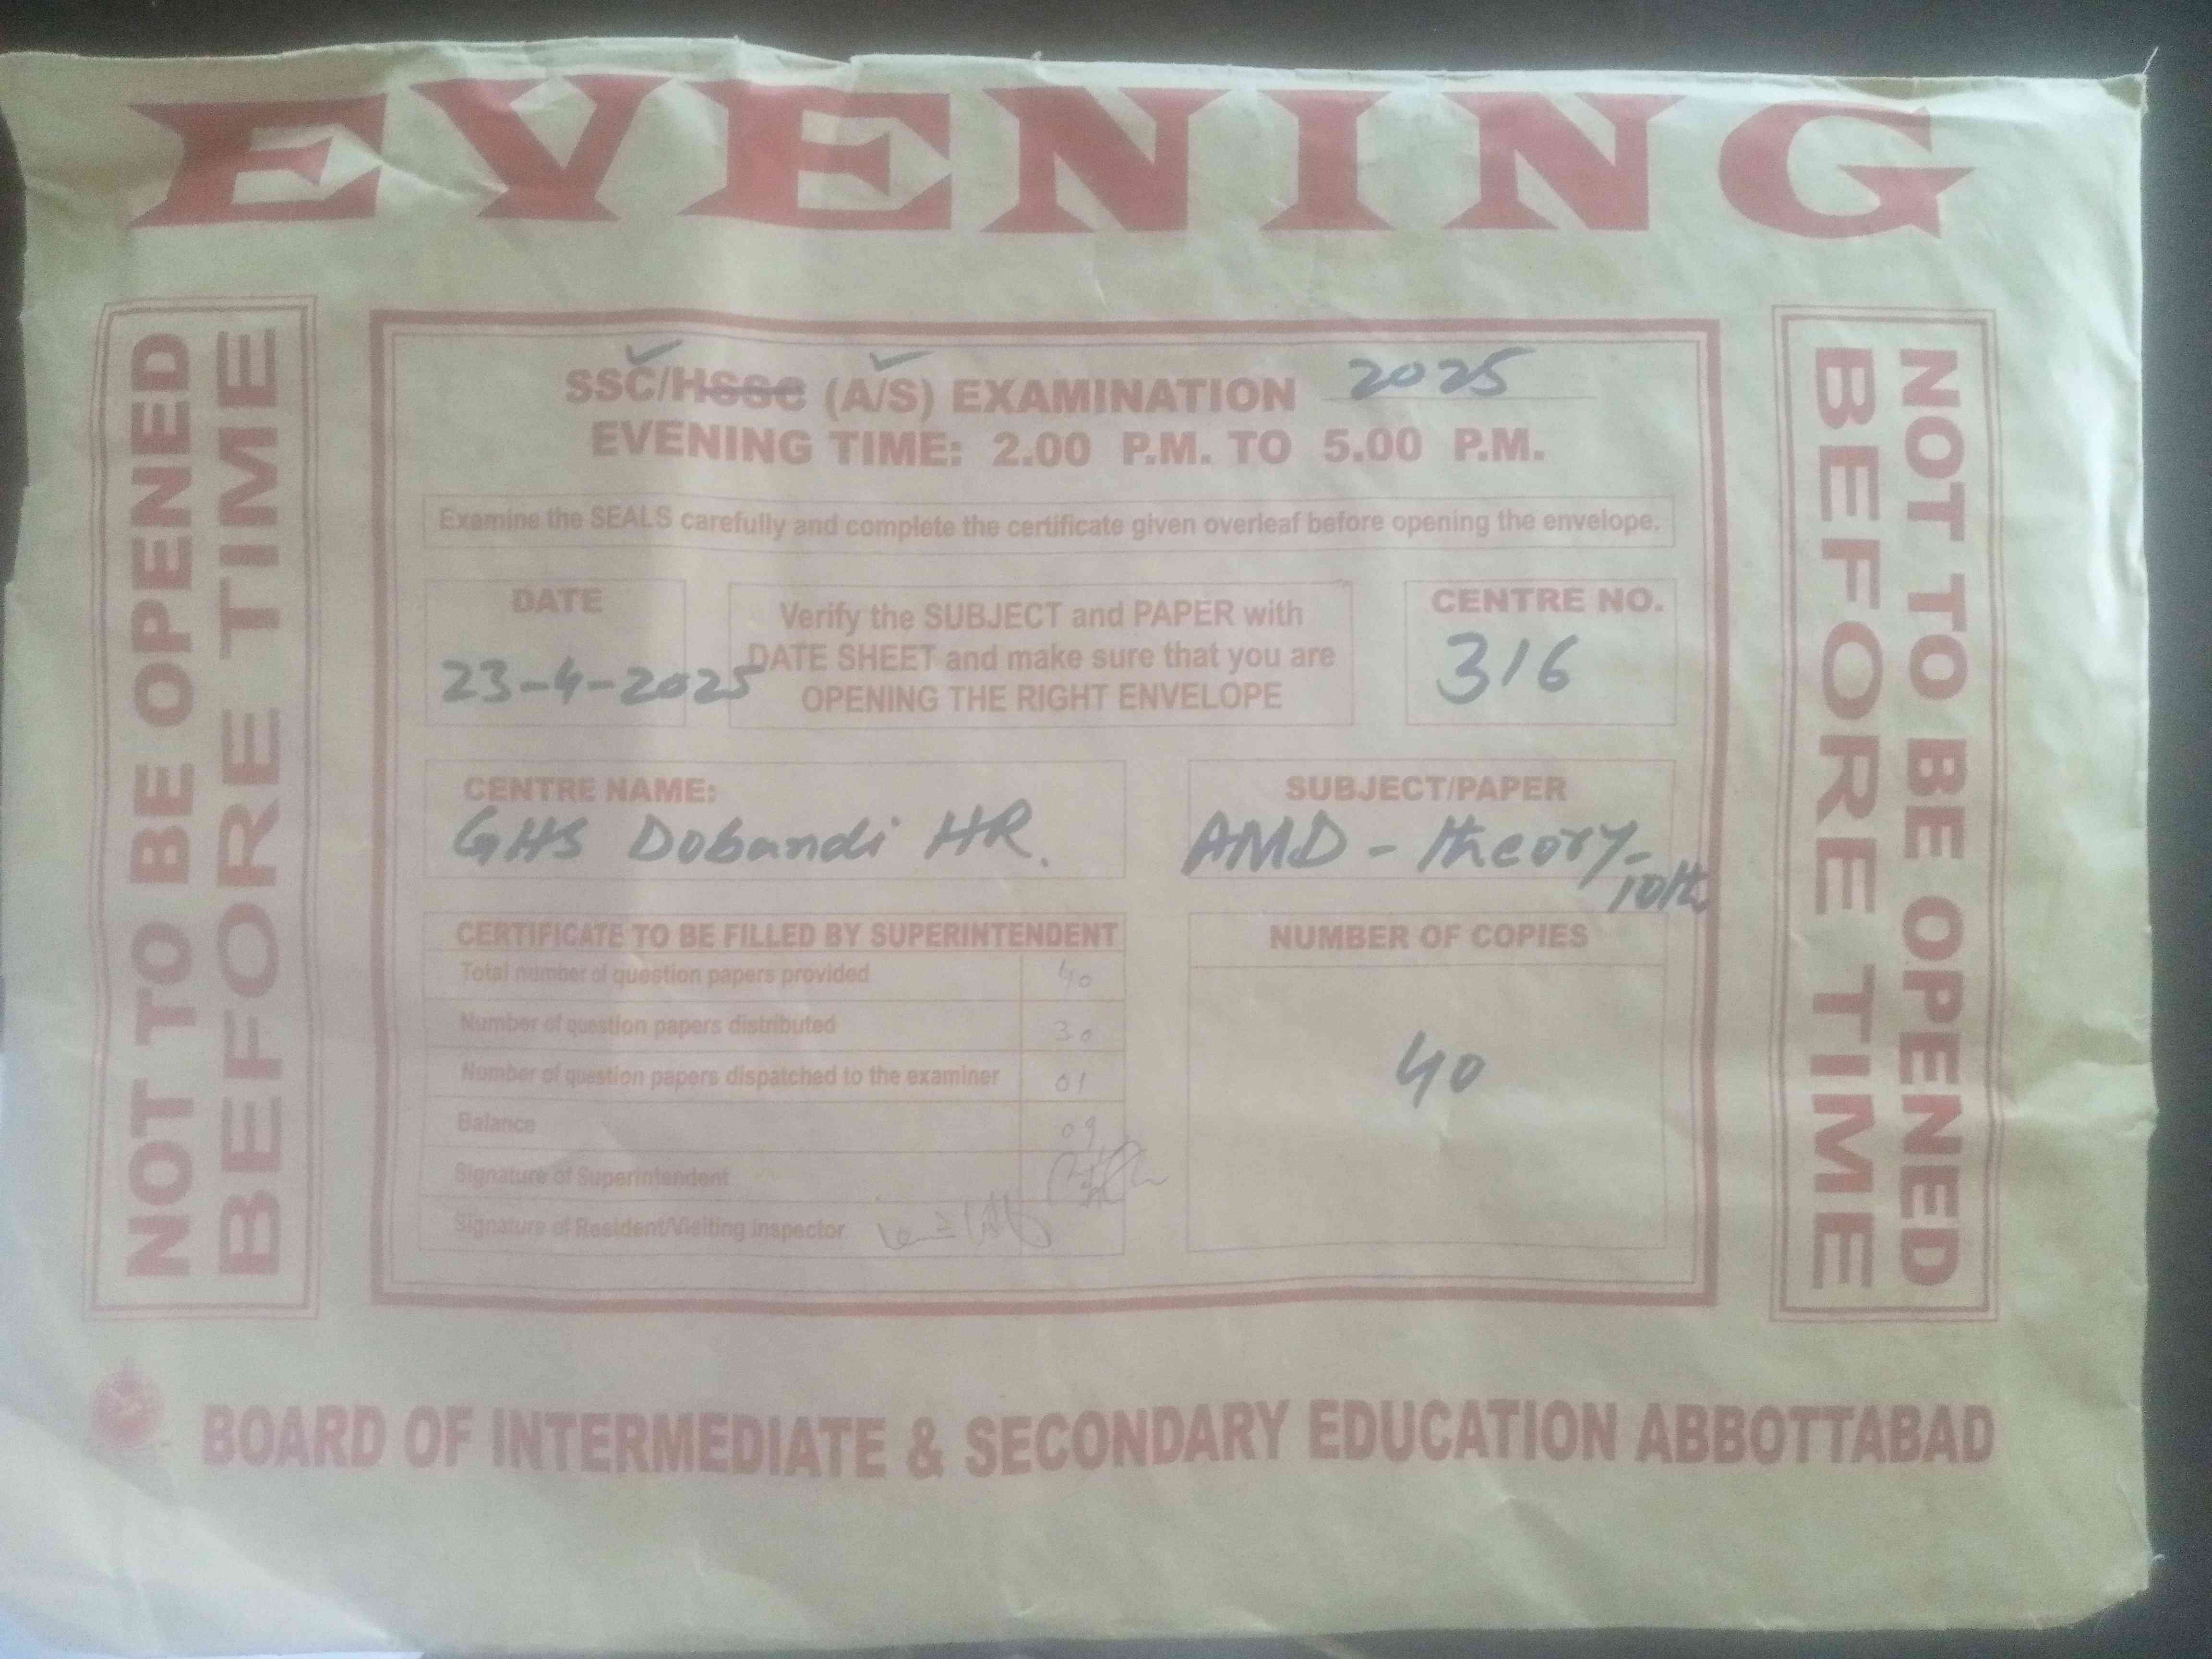 EVENING
NOT TO BE OPENED
BEFORE TIME
SSC/HSSC (A/S) EXAMINATION 2025
EVENING TIME: 2.00 P.M. TO 5.00 P.M.
Examine the SEALS carefully and complete the certificate given overleaf before opening the envelope.
DATE
23-4-2025
Verify the SUBJECT and PAPER with
DATE SHEET and make sure that you are
OPENING THE RIGHT ENVELOPE
CENTRE NO.
316
CENTRE NAME:
GHS Dobandi HR.
SUBJECT/PAPER
AMD - theory-
10th
CERTIFICATE TO BE FILLED BY SUPERINTENDENT
Total number of question papers provided 40
Number of question papers distributed 30
Number of question papers dispatched to the examiner 01
Balance 09
Signature of Superintendent
Signature of Resident/Visiting Inspector
NUMBER OF COPIES
40
NOT TO BE OPENED
BEFORE TIME
BOARD OF INTERMEDIATE & SECONDARY EDUCATION ABBOTTABAD